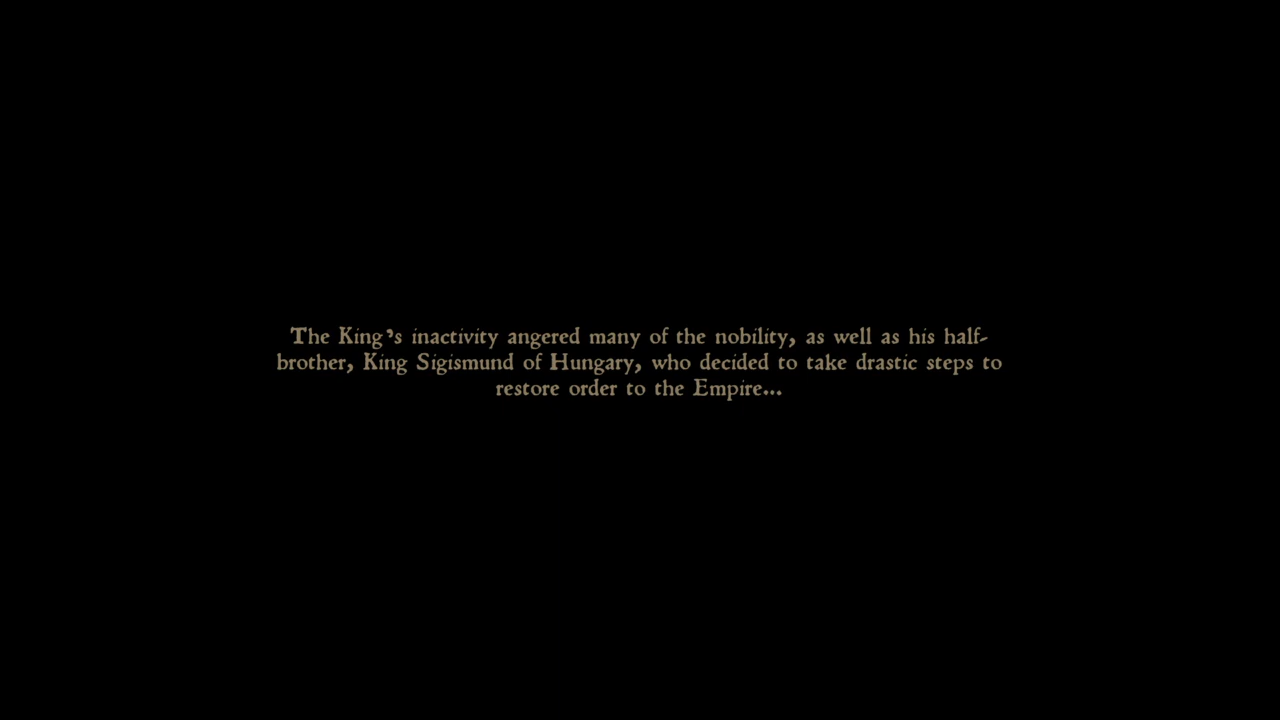 The King's inactivity angered many of the nobility, as well as his half-
brother, King Sigismund of Hungary, who decided to take drastic steps to
restore order to the Empire...